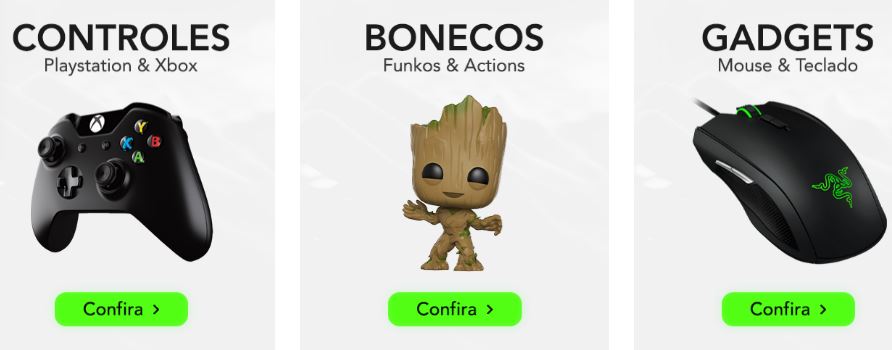 CONTROLES
Playstation & Xbox
Y
X
B
A
Confira >
BONECOS
Funkos & Actions
Confira >
GADGETS
Mouse & Teclado
Confira >